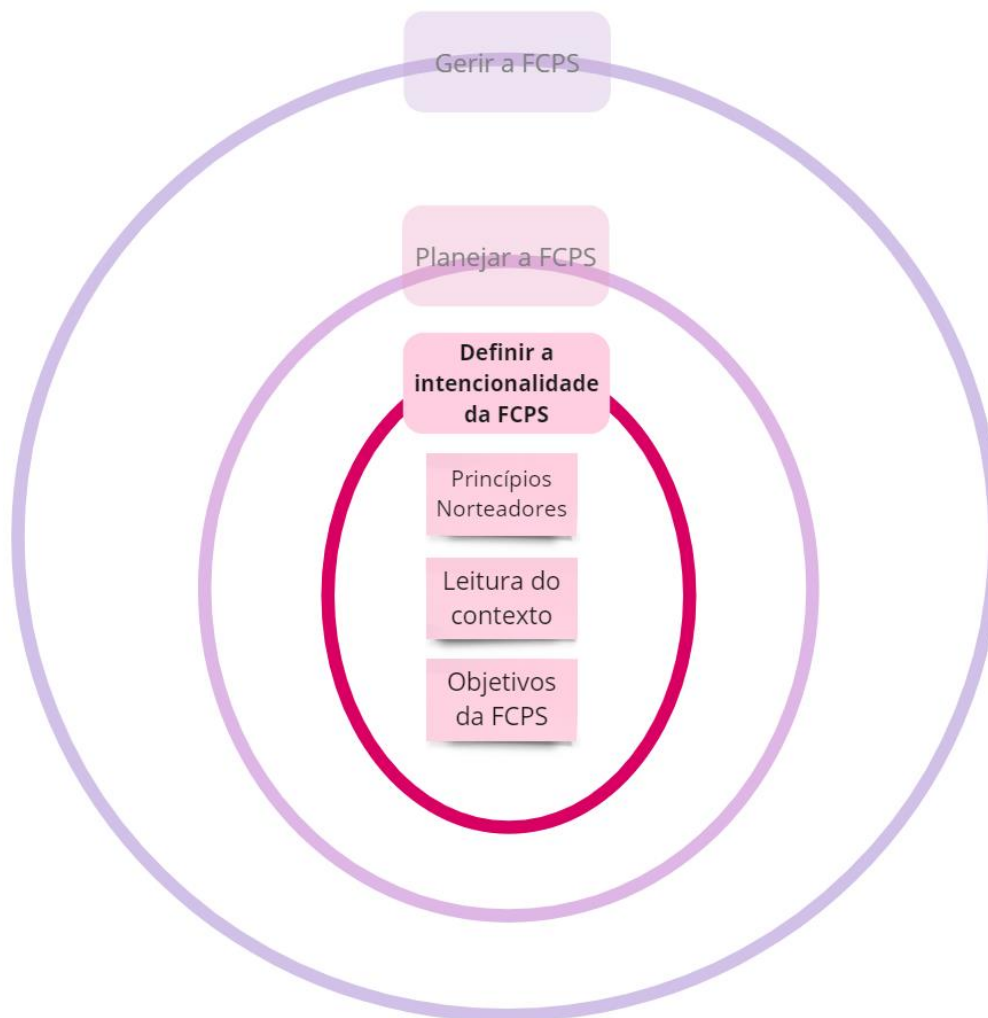 Gerir a FCPS
Planejar a FCPS
Definir a
intencionalidade
da FCPS
Princípios
Norteadores
Leitura do
contexto
Objetivos
da FCPS